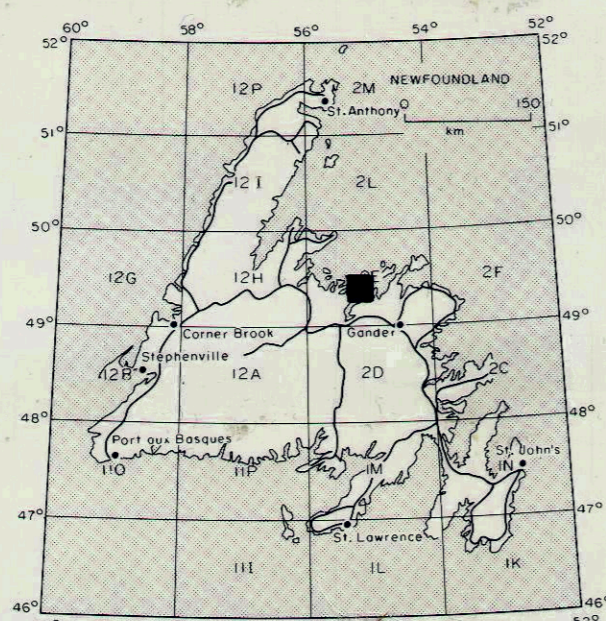 60° 58° 56° 54° 52°
52° 52°
12P 2M NEWFOUNDLAND
0 150
km
St. Anthony
51° 51°
12I 2L
50° 50°
12G 12H 2E 2F
49° 49°
Corner Brook Gander
Stephenville
12B 12A 2D 2C
48° 48°
Port aux Basques St. John's
11O 11P 1M 1N
47° 47°
St. Lawrence
11I 1L 1K
46° 46°